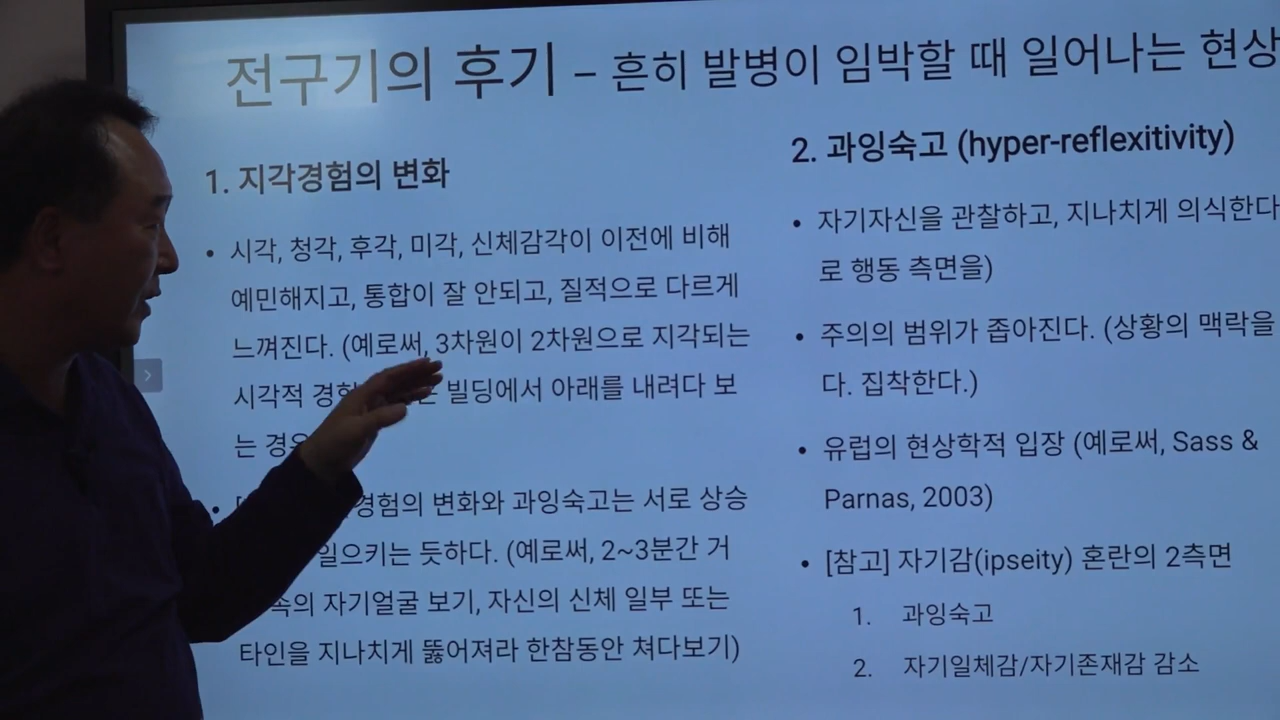 전구기의 후기 – 흔히 발병이 임박할 때 일어나는 현상
1. 지각경험의 변화
• 시각, 청각, 후각, 미각, 신체감각이 이전에 비해
예민해지고, 통합이 잘 안되고, 질적으로 다르게
느껴진다. (예로써, 3차원이 2차원으로 지각되는
시각적 빌딩에서 아래를 내려다 보
는
• 변화와 과잉숙고는 서로 상승
일으키는 듯하다. (예로써, 2~3분간 거
자기얼굴 보기, 자신의 신체 일부 또는
타인을 지나치게 뚫어져라 한참동안 쳐다보기)
2. 과잉숙고 (hyper-reflexitivity)
• 자기자신을 관찰하고, 지나치게 의식한다
로 행동 측면을)
• 주의의 범위가 좁아진다. (상황의 맥락을
다. 집착한다.)
• 유럽의 현상학적 입장 (예로써, Sass &
Parnas, 2003)
• [참고] 자기감(ipseity) 혼란의 2측면
1. 과잉숙고
2. 자기일체감/자기존재감 감소